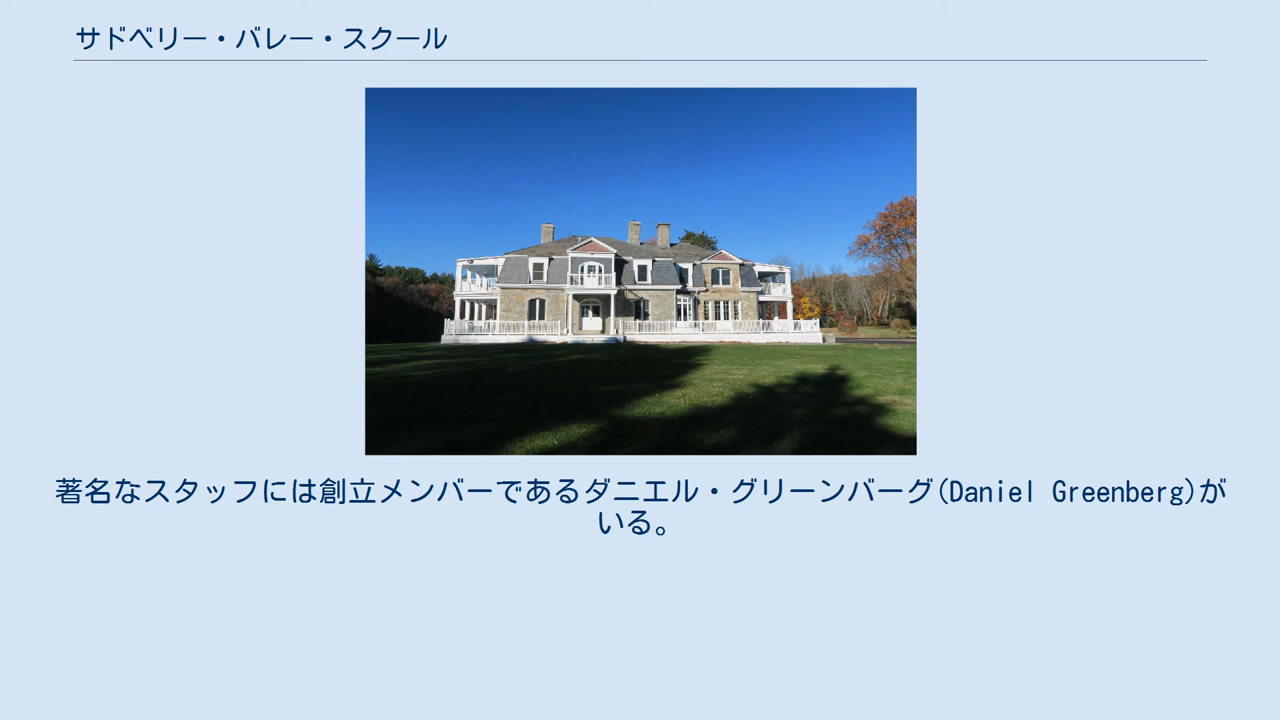 サドベリー・バレー・スクール
著名なスタッフには創立メンバーであるダニエル・グリーンバーグ(Daniel Greenberg)が
いる。